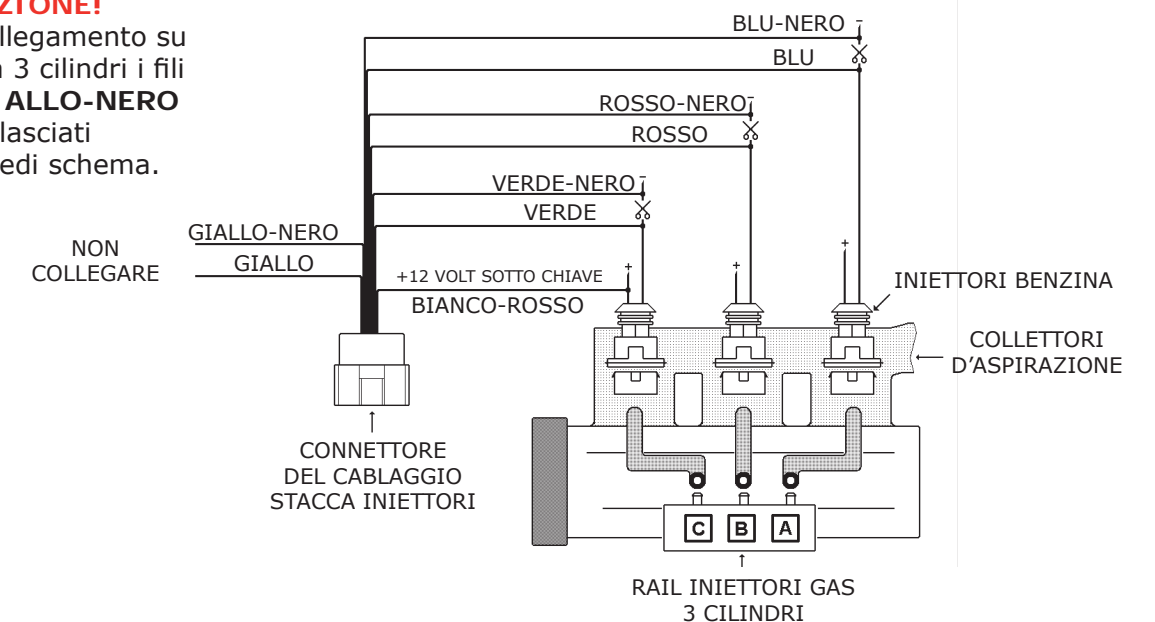 ZIONE!
llegamento su
3 cilindri i fili
ALLO-NERO
lasciati
edi schema.
BLU-NERO -
BLU
ROSSO-NERO -
ROSSO
VERDE-NERO -
VERDE
GIALLO-NERO
NON
COLLEGARE
GIALLO
+12 VOLT SOTTO CHIAVE
BIANCO-ROSSO
+
+
+
INIETTORI BENZINA
COLLETTORI
D'ASPIRAZIONE
CONNETTORE
DEL CABLAGGIO
STACCA INIETTORI
C B A
RAIL INIETTORI GAS
3 CILINDRI